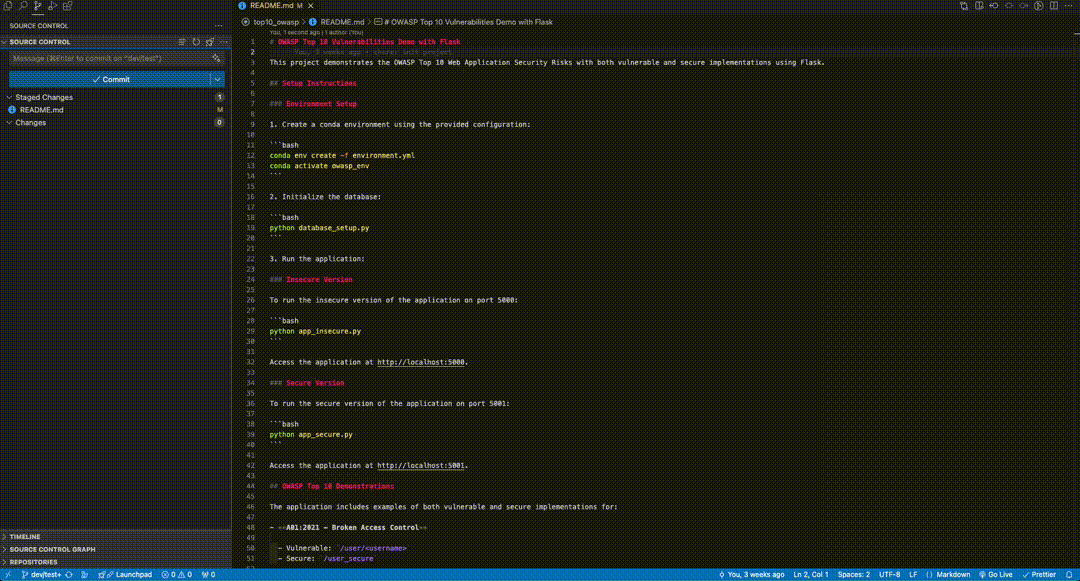 README.md M ×
SOURCE CONTROL
top10_owasp > README.md > # OWASP Top 10 Vulnerabilities Demo with Flask
You, 1 second ago | 1 author (You)
SOURCE CONTROL
Message (⌘Enter to commit on "dev/test")
Commit
Staged Changes 1
README.md M
Changes 0
1 # OWASP Top 10 Vulnerabilities Demo with Flask
2 You, 3 weeks ago • chore: init project
3 This project demonstrates the OWASP Top 10 Web Application Security Risks with both vulnerable and secure implementations using Flask.
4
5 ## Setup Instructions
6
7 ### Environment Setup
8
9 1. Create a conda environment using the provided configuration:
10
11 ```bash
12 conda env create -f environment.yml
13 conda activate owasp_env
14 ```
15
16 2. Initialize the database:
17
18 ```bash
19 python database_setup.py
20 ```
21
22 3. Run the application:
23
24 ### Insecure Version
25
26 To run the insecure version of the application on port 5000:
27
28 ```bash
29 python app_insecure.py
30 ```
31
32 Access the application at http://localhost:5000.
33
34 ### Secure Version
35
36 To run the secure version of the application on port 5001:
37
38 ```bash
39 python app_secure.py
40 ```
41
42 Access the application at http://localhost:5001.
43
44 ## OWASP Top 10 Demonstrations
45
46 The application includes examples of both vulnerable and secure implementations for:
47
48 - **A01:2021 - Broken Access Control**
49
50 - Vulnerable: `/user/<username>
51 - Secure: `/user_secure`
TIMELINE
SOURCE CONTROL GRAPH
REPOSITORIES
dev/test+ Launchpad 0 0 0 You, 3 weeks ago Ln 2, Col 1 Spaces: 2 UTF-8 LF Markdown Go Live Prettier